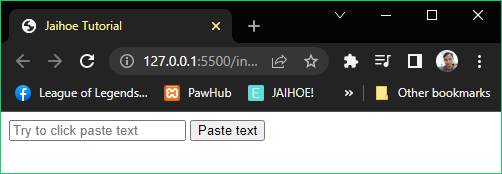 Jaihoe Tutorial
127.0.0.1:5500/in...
League of Legends...
PawHub
E JAIHOE!
Other bookmarks
Try to click paste text
Paste text